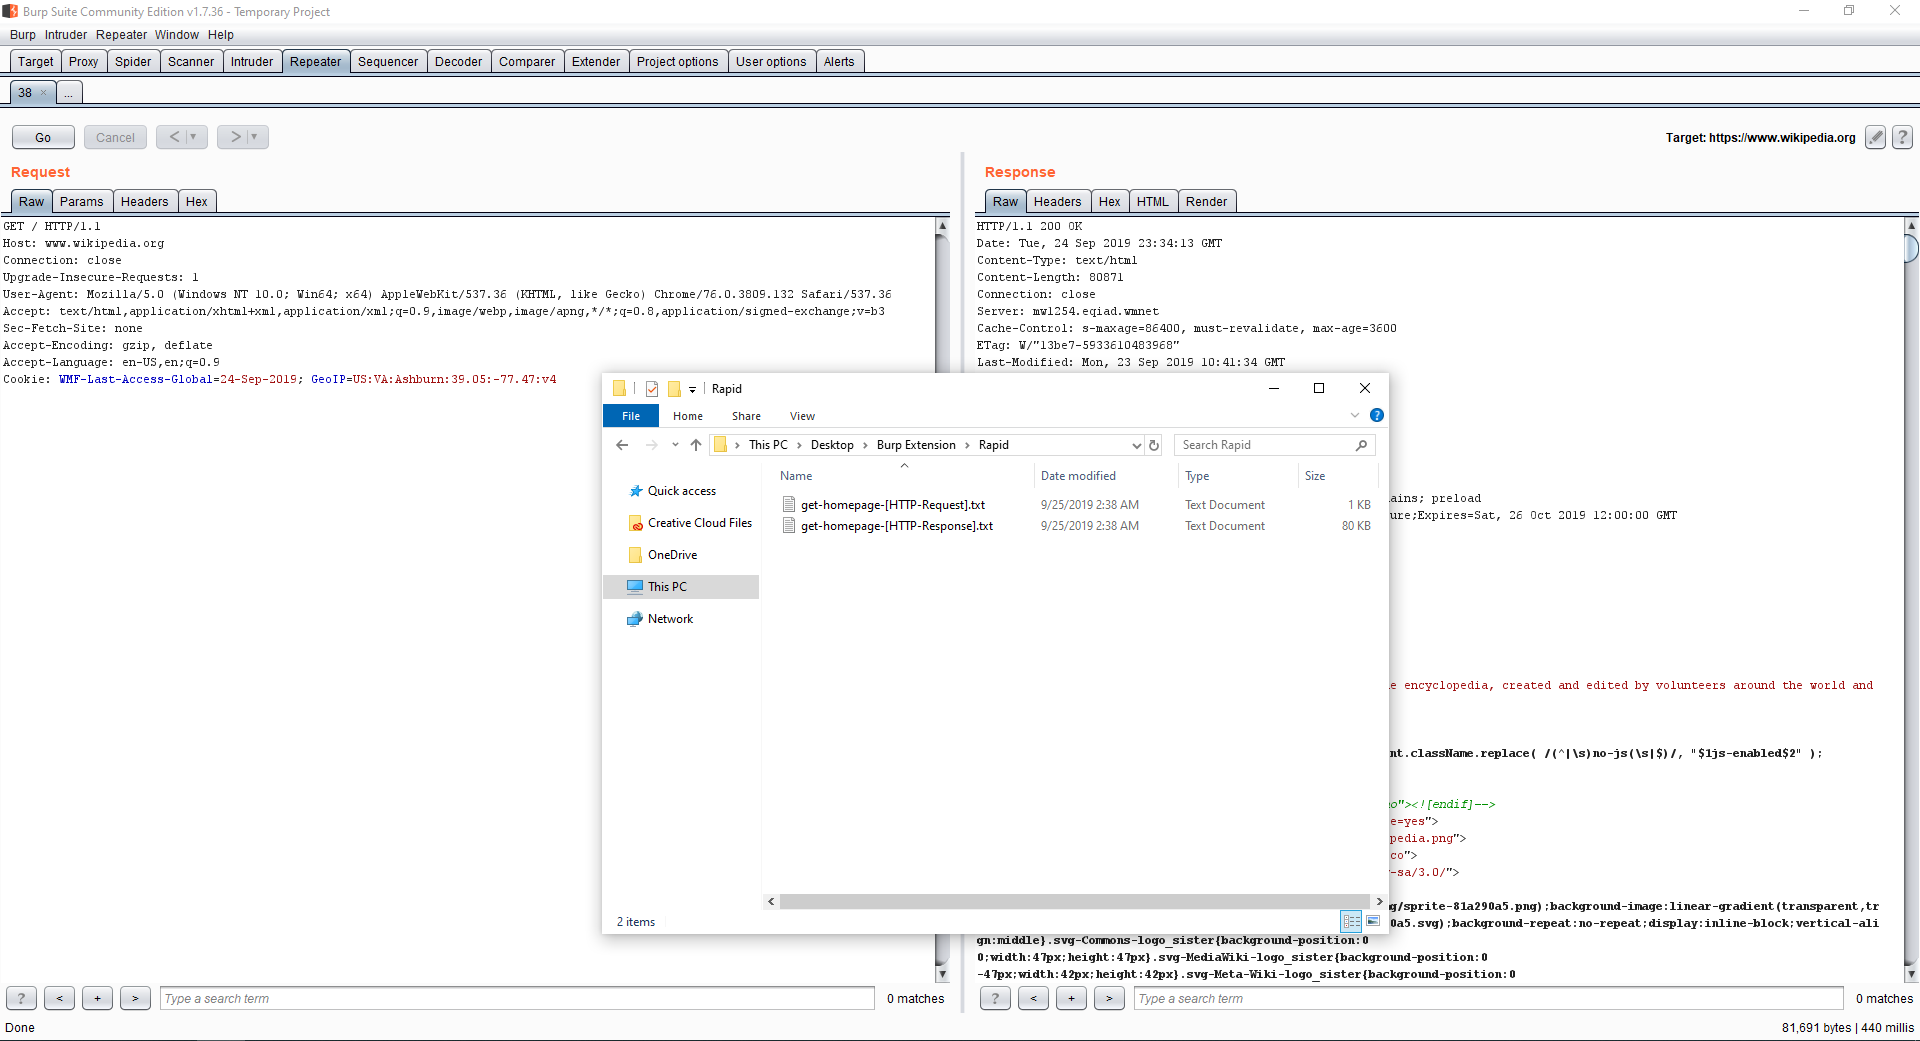 Burp Suite Community Edition v1.7.36 - Temporary Project
Burp Intruder Repeater Window Help
Target Proxy Spider Scanner Intruder Repeater Sequencer Decoder Comparer Extender Project options User options Alerts
38 × ...
Go Cancel < > Target: https://www.wikipedia.org ?
Request
Raw Params Headers Hex
GET / HTTP/1.1
Host: www.wikipedia.org
Connection: close
Upgrade-Insecure-Requests: 1
User-Agent: Mozilla/5.0 (Windows NT 10.0; Win64; x64) AppleWebKit/537.36 (KHTML, like Gecko) Chrome/76.0.3809.132 Safari/537.36
Accept: text/html,application/xhtml+xml,application/xml;q=0.9,image/webp,image/apng,*/*;q=0.8,application/signed-exchange;v=b3
Sec-Fetch-Site: none
Accept-Encoding: gzip, deflate
Accept-Language: en-US,en;q=0.9
Cookie: WMF-Last-Access-Global=24-Sep-2019; GeoIP=US:VA:Ashburn:39.05:-77.47:v4
Response
Raw Headers Hex HTML Render
HTTP/1.1 200 OK
Date: Tue, 24 Sep 2019 23:34:13 GMT
Content-Type: text/html
Content-Length: 80871
Connection: close
Server: mw1254.eqiad.wmnet
Cache-Control: s-maxage=86400, must-revalidate, max-age=3600
ETag: W/"13be7-5933610483968"
Last-Modified: Mon, 23 Sep 2019 10:41:34 GMT
ains; preload
ure;Expires=Sat, 26 Oct 2019 12:00:00 GMT
e encyclopedia, created and edited by volunteers around the world and
nt.className.replace( /(^|\s)no-js(\s|$)/, "$1js-enabled$2" );
o"><![endif]-->
e=yes">
pedia.png">
co">
-sa/3.0/">
ng/sprite-81a290a5.png);background-image:linear-gradient(transparent,tr
0a5.svg);background-repeat:no-repeat;display:inline-block;vertical-ali
gn:middle}.svg-Commons-logo_sister{background-position:0
0;width:47px;height:47px}.svg-MediaWiki-logo_sister{background-position:0
-47px;width:42px;height:42px}.svg-Meta-Wiki-logo_sister{background-position:0
Rapid
File Home Share View ?
This PC Desktop Burp Extension Rapid Search Rapid
Name Date modified Type Size
get-homepage-[HTTP-Request].txt 9/25/2019 2:38 AM Text Document 1 KB
get-homepage-[HTTP-Response].txt 9/25/2019 2:38 AM Text Document 80 KB
Quick access
Creative Cloud Files
OneDrive
This PC
Network
2 items
? < + > Type a search term 0 matches
? < + > Type a search term 0 matches
Done 81,691 bytes | 440 millis